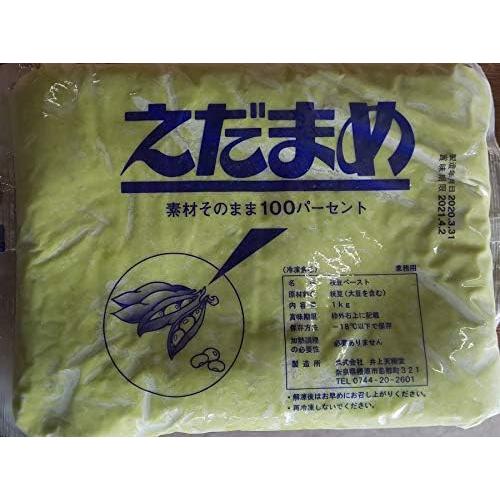 えだまめ
素材そのまま100パーセント
製造年月日 2020.3.31
賞味期限 2021.4.2
(冷凍食品) 業務用
名 称 枝豆ペースト
原材料名 枝豆(大豆を含む)
内容量 1kg
賞味期限 枠外右上に記載
保存方法 −18℃以下で保存
加熱調理の必要性 必要ありません
製造所 株式会社 井上天極堂
奈良県橿原市
町321
TEL 0744-20-2601
・解凍後はお早めにお召し上がりください。
・再冷凍しないでください。